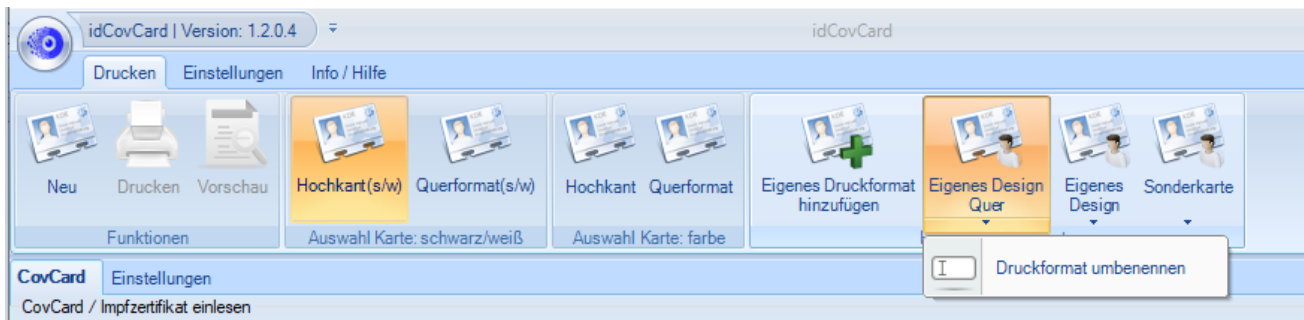 idCovCard | Version: 1.2.0.4
idCovCard
Drucken Einstellungen Info / Hilfe
Neu Drucken Vorschau Hochkant(s/w) Querformat(s/w) Hochkant Querformat Eigenes Druckformat hinzufügen Eigenes Design Quer Eigenes Design Sonderkarte
Funktionen Auswahl Karte: schwarz/weiß Auswahl Karte: farbe
Druckformat umbenennen
CovCard Einstellungen
CovCard / Impfzertifikat einlesen